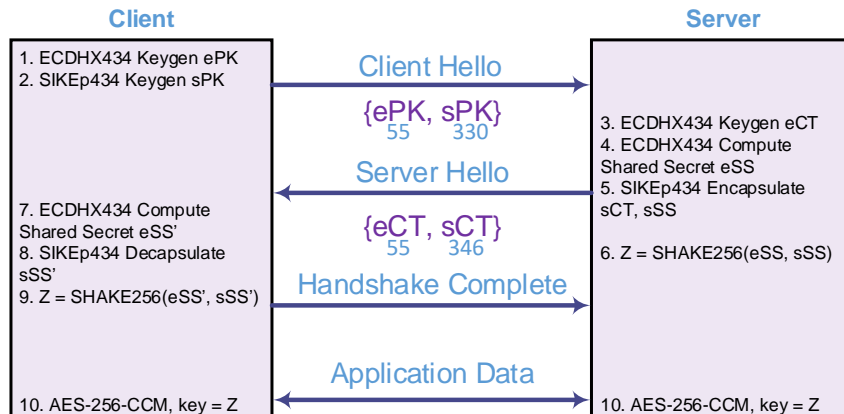 Client
Server
1. ECDHX434 Keygen ePK
2. SIKEp434 Keygen sPK
Client Hello
{ePK, sPK}
55 330
3. ECDHX434 Keygen eCT
4. ECDHX434 Compute
Shared Secret eSS
5. SIKEp434 Encapsulate
sCT, sSS
Server Hello
{eCT, sCT}
55 346
6. Z = SHAKE256(eSS, sSS)
7. ECDHX434 Compute
Shared Secret eSS'
8. SIKEp434 Decapsulate
sSS'
9. Z = SHAKE256(eSS', sSS')
Handshake Complete
Application Data
10. AES-256-CCM, key = Z
10. AES-256-CCM, key = Z